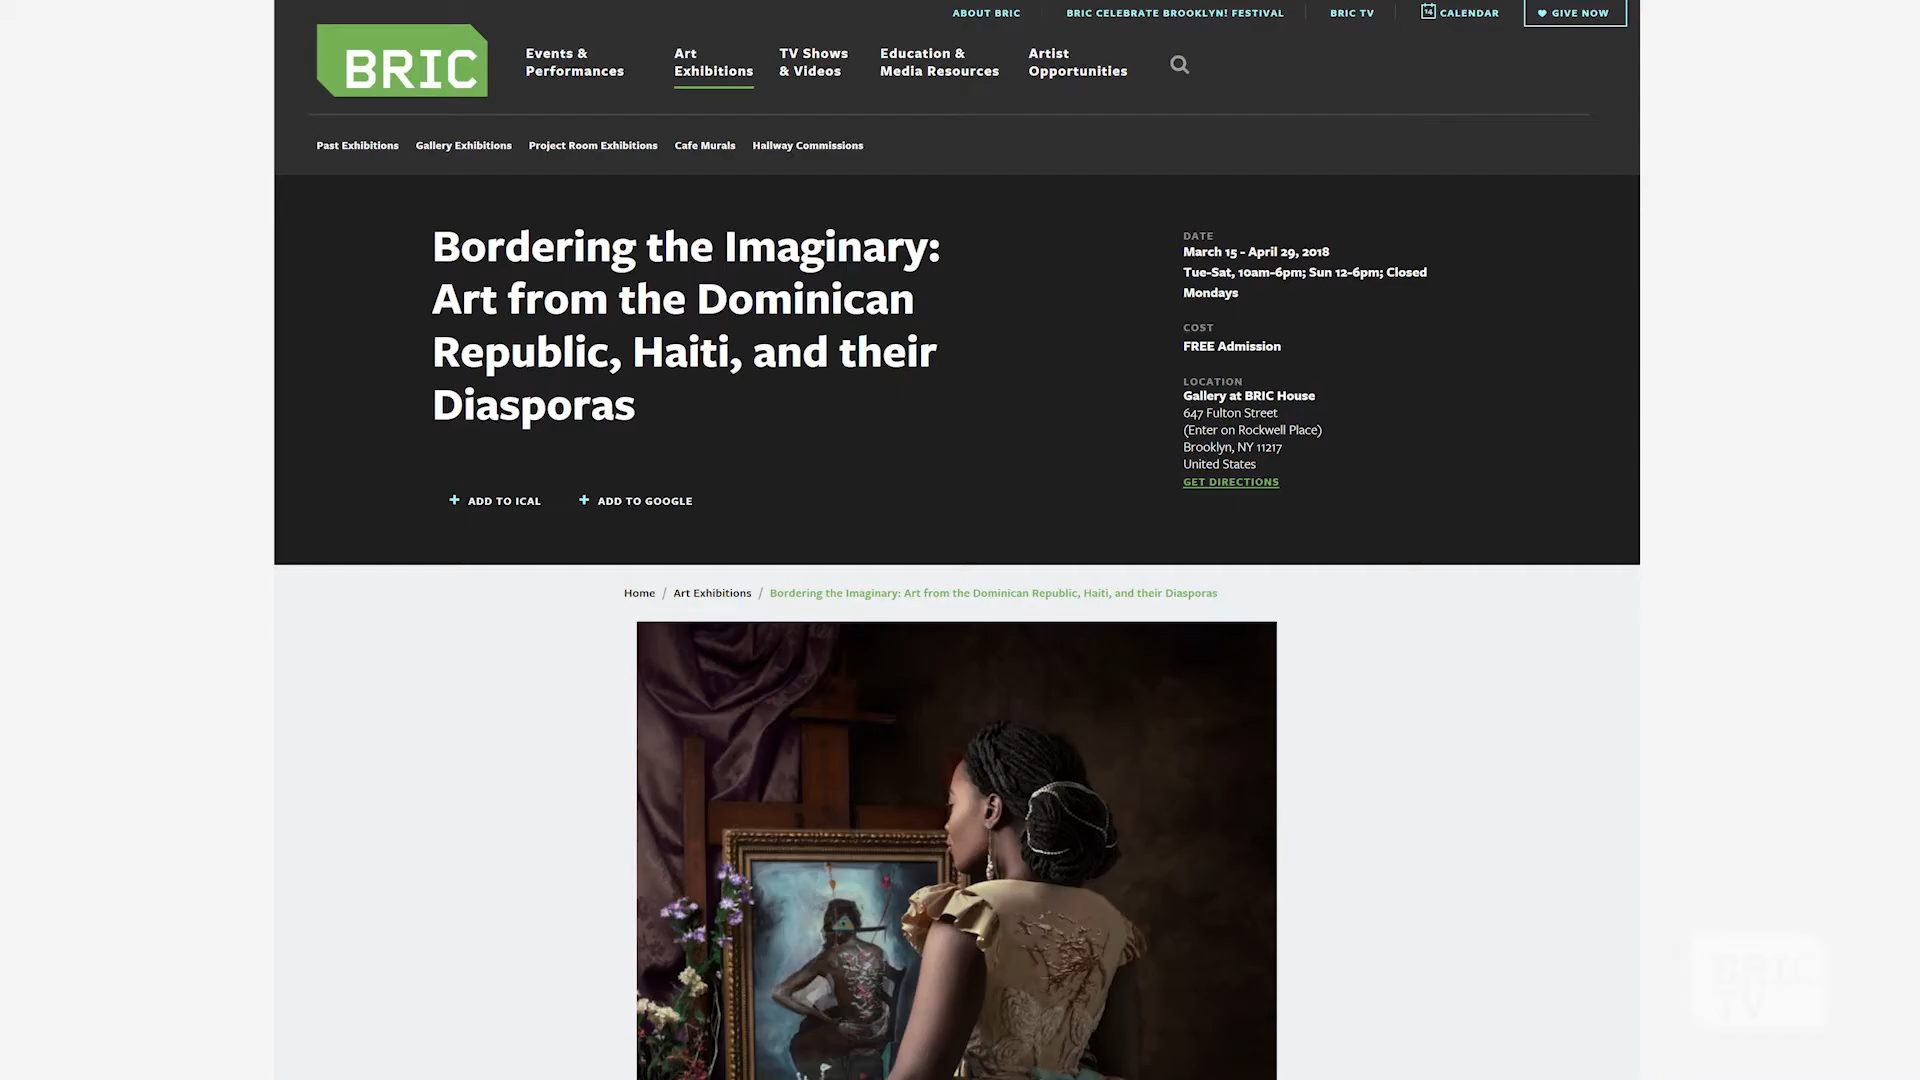 ABOUT BRIC
BRIC CELEBRATE BROOKLYN! FESTIVAL
BRIC TV
14
CALENDAR
GIVE NOW
BRIC
Events &
Performances
Art
Exhibitions
TV Shows
& Videos
Education &
Media Resources
Artist
Opportunities
Past Exhibitions
Gallery Exhibitions
Project Room Exhibitions
Cafe Murals
Hallway Commissions
Bordering the Imaginary:
Art from the Dominican
Republic, Haiti, and their
Diasporas
+ ADD TO ICAL
+ ADD TO GOOGLE
DATE
March 15 - April 29, 2018
Tue-Sat, 10am-6pm; Sun 12-6pm; Closed
Mondays
COST
FREE Admission
LOCATION
Gallery at BRIC House
647 Fulton Street
(Enter on Rockwell Place)
Brooklyn, NY 11217
United States
GET DIRECTIONS
Home / Art Exhibitions / Bordering the Imaginary: Art from the Dominican Republic, Haiti, and their Diasporas
BRIC
TV